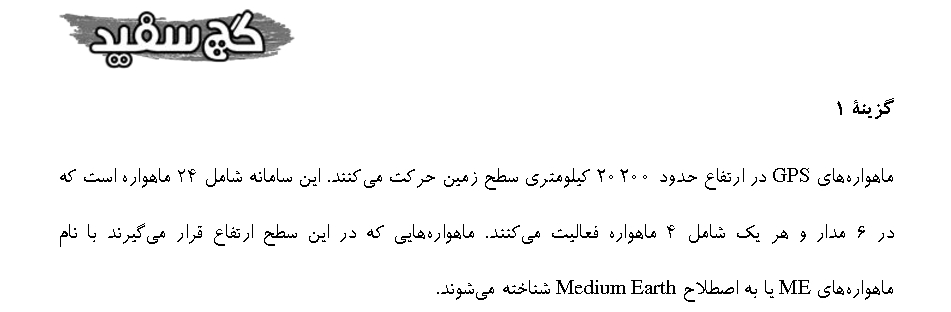 گچ سفید
گزینهٔ ۱
ماهواره‌های GPS در ارتفاع حدود ۲۰۲۰۰ کیلومتری سطح زمین حرکت می‌کنند. این سامانه شامل ۲۴ ماهواره است که
در ۶ مدار و هر یک شامل ۴ ماهواره فعالیت می‌کنند. ماهواره‌هایی که در این سطح ارتفاع قرار می‌گیرند با نام
ماهواره‌های ME یا به اصطلاح Medium Earth شناخته می‌شوند.